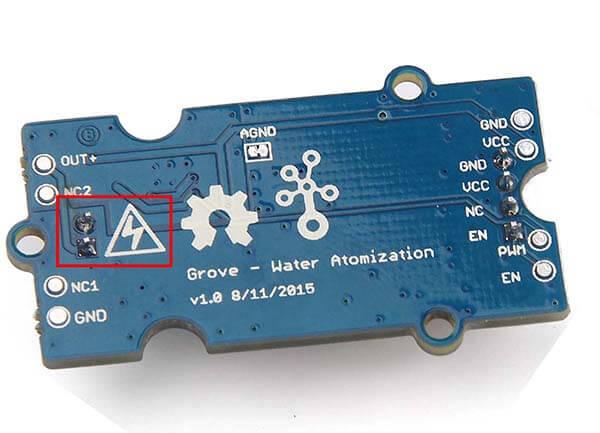 AGND
OUT+
NC2
NC1
GND
Grove - Water Atomization
v1.0 8/11/2015
GND
VCC
GND
VCC
NC
EN
PWM
EN